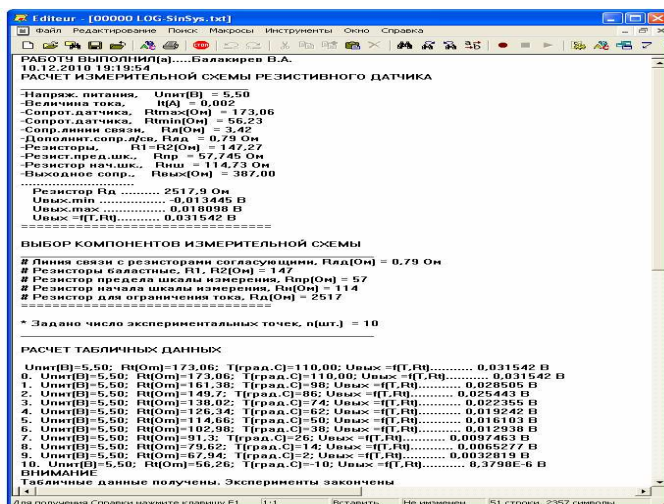 Editeur - [00000 LOG-SinSys.txt]
Файл Редактирование Поиск Макросы Инструменты Окно Справка
РАБОТУ ВЫПОЛНИЛ(а).....Балакирев В.А.
10.12.2010 19:19:54
РАСЧЕТ ИЗМЕРИТЕЛЬНОЙ СХЕМЫ РЕЗИСТИВНОГО ДАТЧИКА
-Напряж. питания, Uпит[В] = 5,50
-Величина тока, It[А] = 0,002
-Сопрот.датчика, Rtmax[Ом] = 173,06
-Сопрот.датчика, Rtmin[Ом] = 56,23
-Сопр.линии связи, Rл[Ом] = 3,42
-Дополнит.сопр.л/св, Rлд = 0,79 Ом
-Резисторы, R1=R2[Ом] = 147,27
-Резист.пред.шк., Rпр = 57,745 Ом
-Резистор нач.шк., Rнш = 114,73 Ом
-Выходное сопр., Rвых[Ом] = 387,00
........................
Резистор Rд .......... 2517,9 Ом
Uвых.min ................ -0,013445 В
Uвых.max ............... 0,018098 В
Uвых =f[T,Rt].......... 0,031542 В
================================
ВЫБОР КОМПОНЕНТОВ ИЗМЕРИТЕЛЬНОЙ СХЕМЫ
# Линия связи с резисторами согласующими, Rлд[Ом] = 0,79 Ом
# Резисторы баластные, R1, R2[Ом] = 147
# Резистор предела шкалы измерения, Rпр[Ом] = 57
# Резистор начала шкалы измерения, Rн[Ом] = 114
# Резистор для ограничения тока, Rд[Ом] = 2517
================================
* Задано число экспериментальных точек, n(шт.) = 10
РАСЧЕТ ТАБЛИЧНЫХ ДАННЫХ
Uпит[В]=5,50; Rt[Om]=173,06; T[град.C]=110,00; Uвых =f[T,Rt].......... 0,031542 В
0. Uпит[В]=5,50; Rt[Om]=173,06; T[град.C]=110,00; Uвых =f[T,Rt].......... 0,031542 В
1. Uпит[В]=5,50; Rt[Om]=161,38; T[град.C]=98; Uвых =f[T,Rt].......... 0,028505 В
2. Uпит[В]=5,50; Rt[Om]=149,7; T[град.C]=86; Uвых =f[T,Rt].......... 0,025443 В
3. Uпит[В]=5,50; Rt[Om]=138,02; T[град.C]=74; Uвых =f[T,Rt].......... 0,022355 В
4. Uпит[В]=5,50; Rt[Om]=126,34; T[град.C]=62; Uвых =f[T,Rt].......... 0,019242 В
5. Uпит[В]=5,50; Rt[Om]=114,66; T[град.C]=50; Uвых =f[T,Rt].......... 0,016103 В
6. Uпит[В]=5,50; Rt[Om]=102,98; T[град.C]=38; Uвых =f[T,Rt].......... 0,012938 В
7. Uпит[В]=5,50; Rt[Om]=91,3; T[град.C]=26; Uвых =f[T,Rt].......... 0,0097463 В
8. Uпит[В]=5,50; Rt[Om]=79,62; T[град.C]=14; Uвых =f[T,Rt].......... 0,0065277 В
9. Uпит[В]=5,50; Rt[Om]=67,94; T[град.C]=2; Uвых =f[T,Rt].......... 0,0032819 В
10. Uпит[В]=5,50; Rt[Om]=56,26; T[град.C]=-10; Uвых =f[T,Rt].......... 8,3798E-6 В
ВНИМАНИЕ
Табличные данные получены. Эксперименты закончены
Для получения Справки нажмите клавишу F1 1:1 Вставить Не изменен 51 строки, 2357 символы